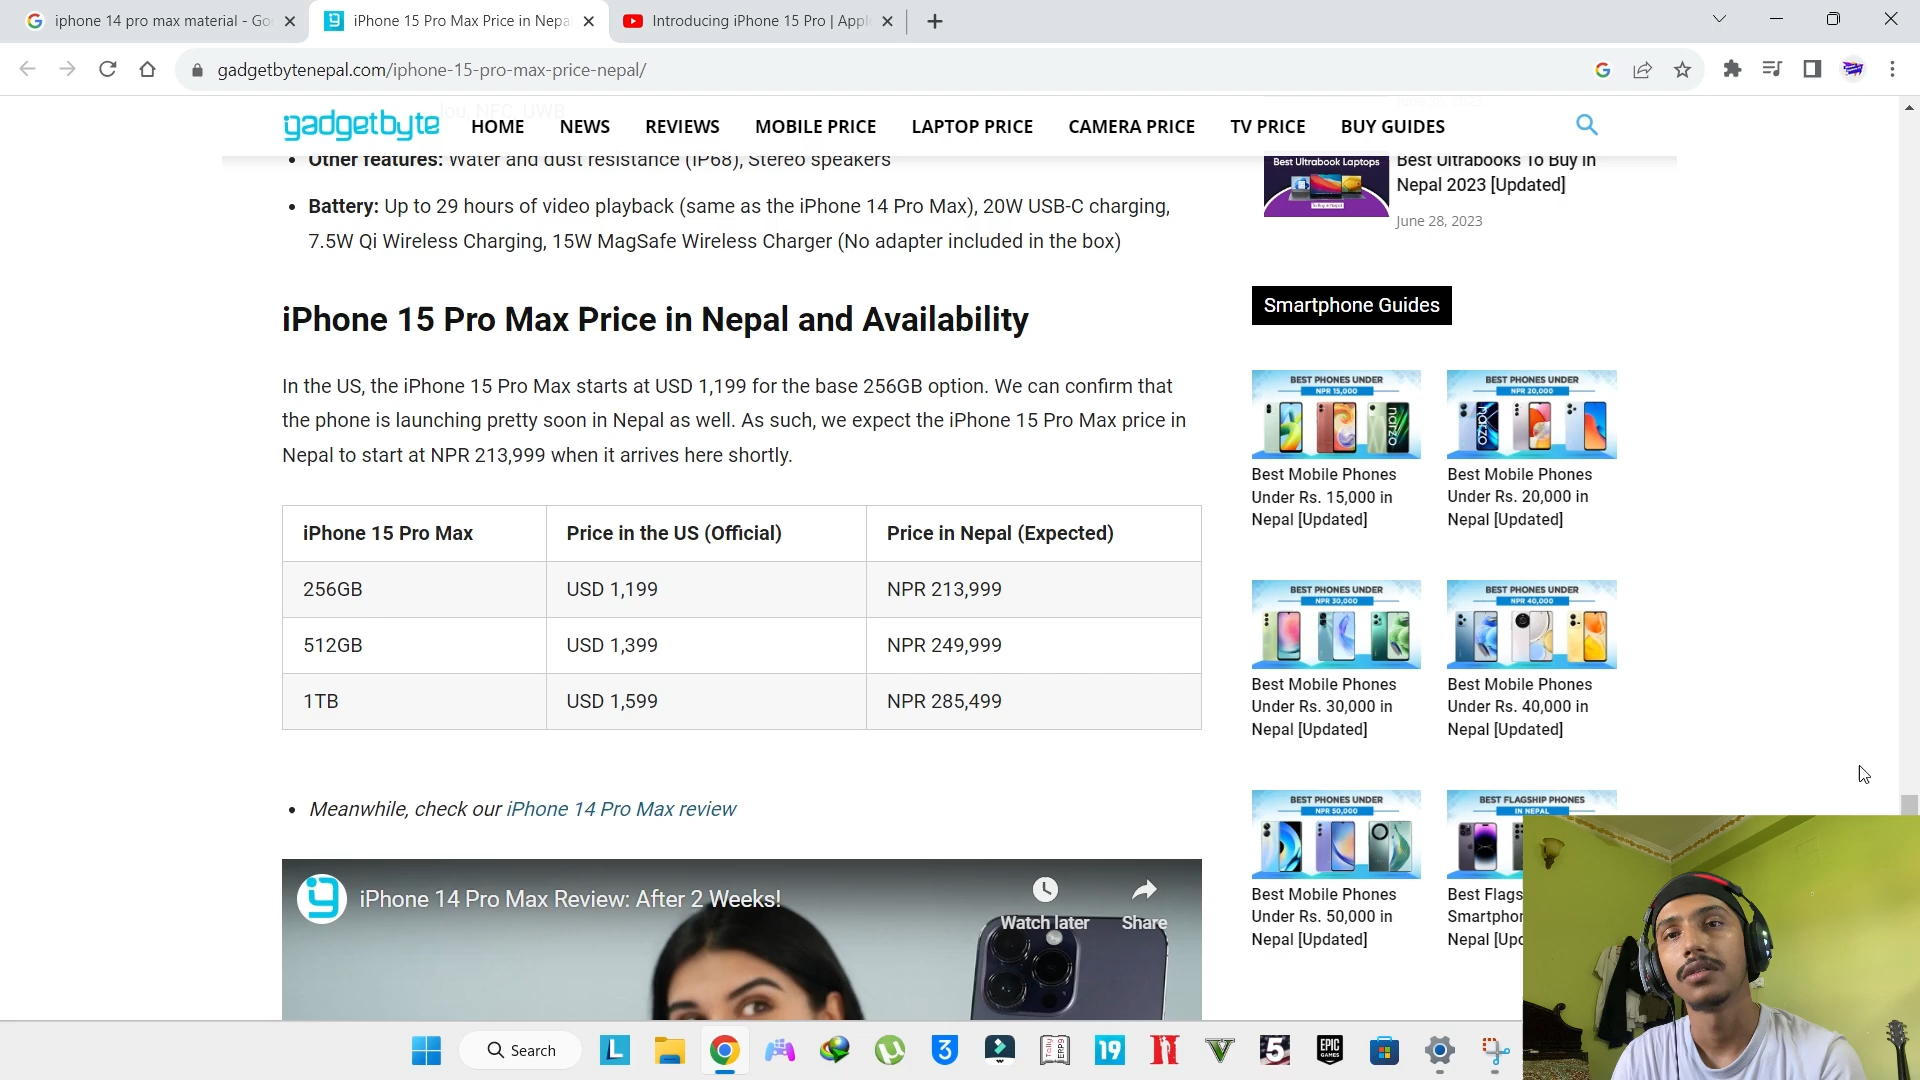 iphone 14 pro max material - Go
iPhone 15 Pro Max Price in Nepa
Introducing iPhone 15 Pro | Appl
gadgetbytenepal.com/iphone-15-pro-max-price-nepal/
gadgetbyte
HOME
NEWS
REVIEWS
MOBILE PRICE
LAPTOP PRICE
CAMERA PRICE
TV PRICE
BUY GUIDES
Other features: Water and dust resistance (IP68), Stereo speakers
Battery: Up to 29 hours of video playback (same as the iPhone 14 Pro Max), 20W USB-C charging,
7.5W Qi Wireless Charging, 15W MagSafe Wireless Charger (No adapter included in the box)
iPhone 15 Pro Max Price in Nepal and Availability
In the US, the iPhone 15 Pro Max starts at USD 1,199 for the base 256GB option. We can confirm that
the phone is launching pretty soon in Nepal as well. As such, we expect the iPhone 15 Pro Max price in
Nepal to start at NPR 213,999 when it arrives here shortly.
iPhone 15 Pro Max
Price in the US (Official)
Price in Nepal (Expected)
256GB
USD 1,199
NPR 213,999
512GB
USD 1,399
NPR 249,999
1TB
USD 1,599
NPR 285,499
Meanwhile, check our iPhone 14 Pro Max review
iPhone 14 Pro Max Review: After 2 Weeks!
Watch later
Share
Best Ultrabook Laptops
Best Ultrabooks To Buy in
Nepal 2023 [Updated]
June 28, 2023
Smartphone Guides
BEST PHONES UNDER
NPR 15,000
narzo
Best Mobile Phones
Under Rs. 15,000 in
Nepal [Updated]
BEST PHONES UNDER
NPR 20,000
narzo
Best Mobile Phones
Under Rs. 20,000 in
Nepal [Updated]
BEST PHONES UNDER
NPR 30,000
Best Mobile Phones
Under Rs. 30,000 in
Nepal [Updated]
BEST PHONES UNDER
NPR 40,000
Best Mobile Phones
Under Rs. 40,000 in
Nepal [Updated]
BEST PHONES UNDER
NPR 50,000
Best Mobile Phones
Under Rs. 50,000 in
Nepal [Updated]
BEST FLAGSHIP PHONES
IN NEPAL
Best Flags
Smartphor
Nepal [Upd
Search
L
3
Tally
ERP9
19
V
5
EPIC
GAMES